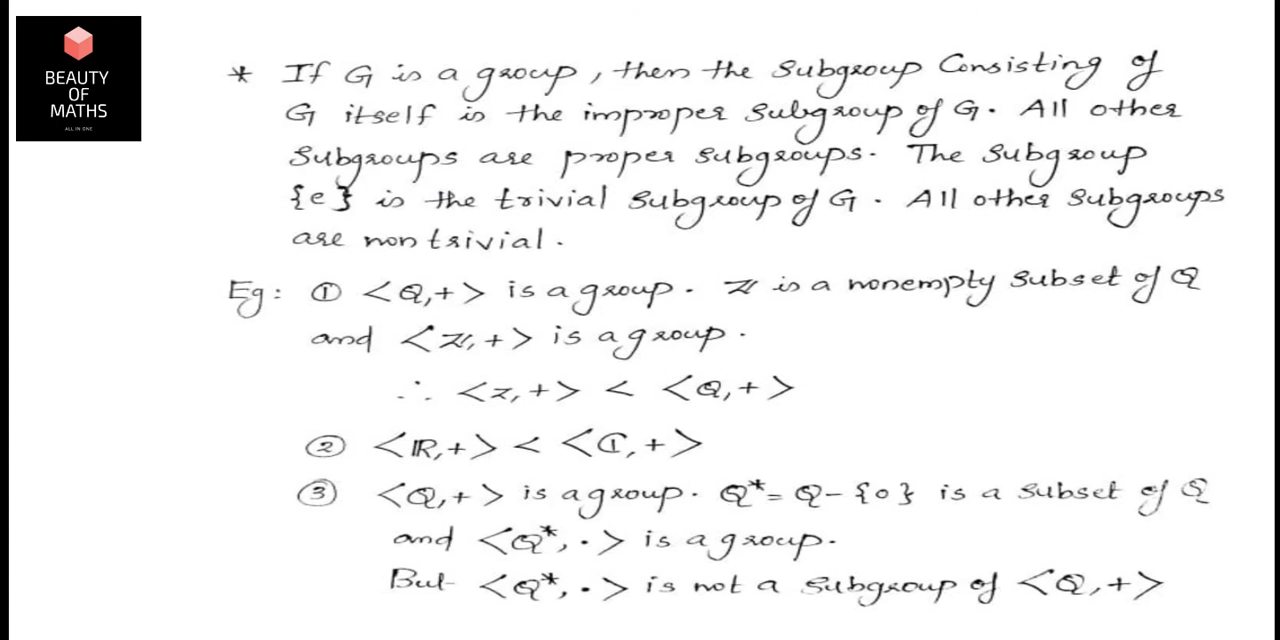 BEAUTY
OF
MATHS
ALL IN ONE
* If G is a group, then the Subgroup Consisting of
G itself is the improper Subgroup of G. All other
Subgroups are proper subgroups. The Subgroup
{e} is the trivial Subgroup of G. All other Subgroups
are non trivial.
Eg: ① <Q,+> is a group. ℤ is a nonempty Subset of Q
and <ℤ,+> is a group.
∴ <z,+> < <Q,+>
② <ℝ,+> < <ℂ,+>
③ <Q,+> is a group. Q* = Q-{0} is a subset of Q
and <Q*, ·> is a group.
But <Q*, ·> is not a subgroup of <Q,+>